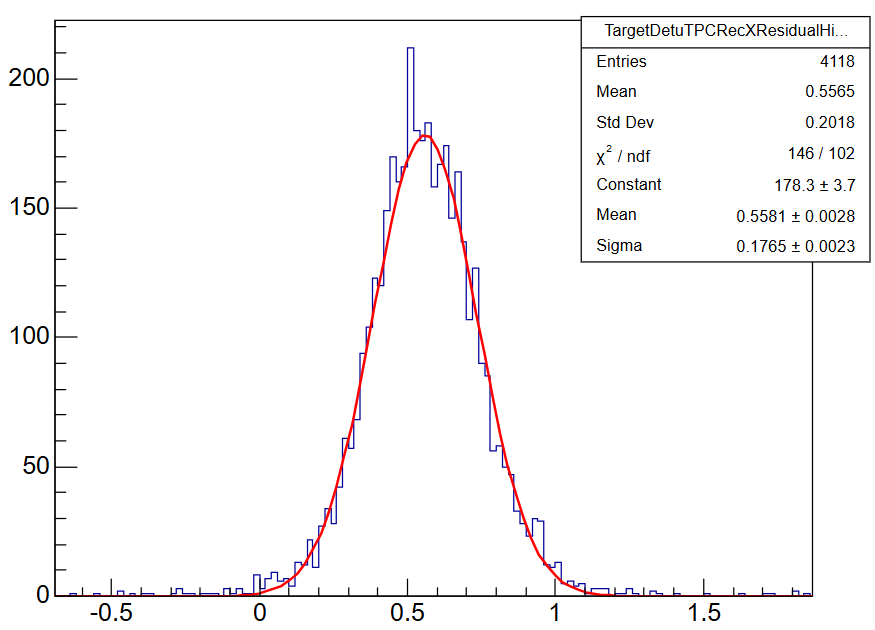 TargetDetuTPCRecXResidualHi...
Entries 4118
Mean 0.5565
Std Dev 0.2018
χ² / ndf 146 / 102
Constant 178.3 ± 3.7
Mean 0.5581 ± 0.0028
Sigma 0.1765 ± 0.0023
200
150
100
50
0
-0.5 0 0.5 1 1.5